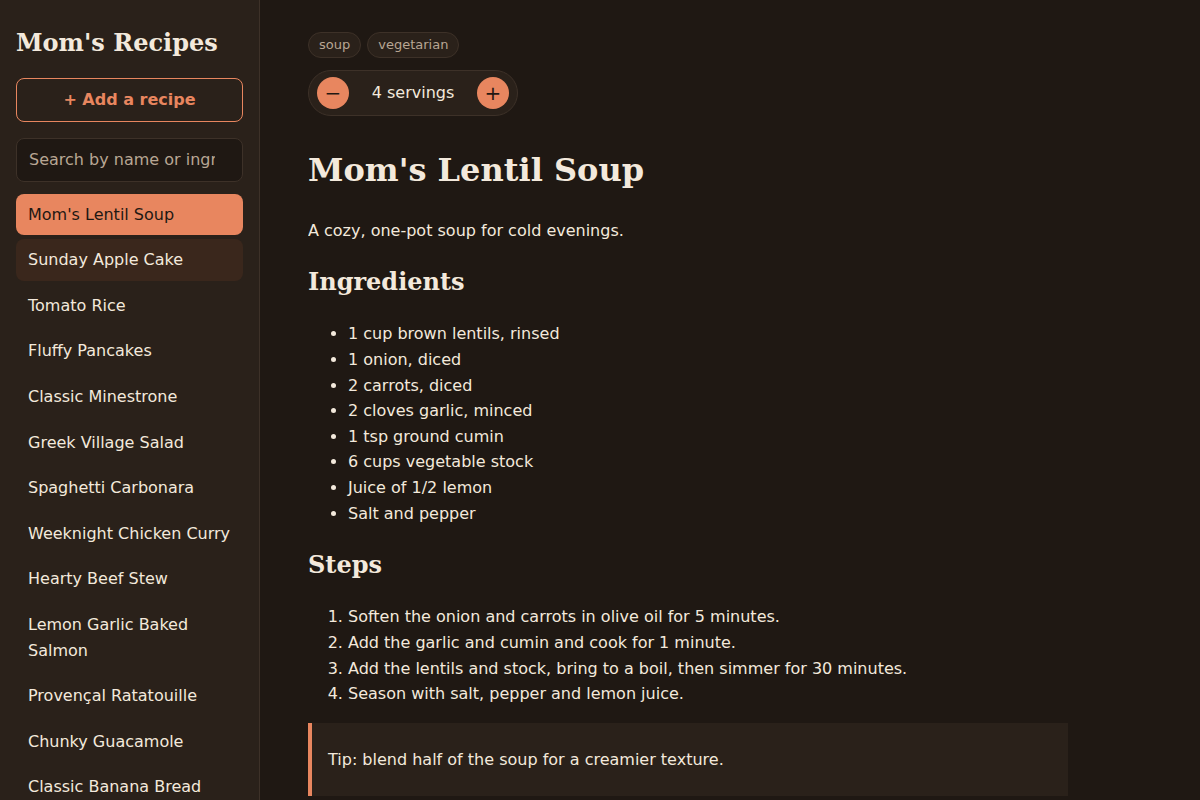 Mom's Recipes
+ Add a recipe
Search by name or ingr
Mom's Lentil Soup
Sunday Apple Cake
Tomato Rice
Fluffy Pancakes
Classic Minestrone
Greek Village Salad
Spaghetti Carbonara
Weeknight Chicken Curry
Hearty Beef Stew
Lemon Garlic Baked
Salmon
Provençal Ratatouille
Chunky Guacamole
Classic Banana Bread
soup vegetarian
− 4 servings +
Mom's Lentil Soup
A cozy, one-pot soup for cold evenings.
Ingredients
• 1 cup brown lentils, rinsed
• 1 onion, diced
• 2 carrots, diced
• 2 cloves garlic, minced
• 1 tsp ground cumin
• 6 cups vegetable stock
• Juice of 1/2 lemon
• Salt and pepper
Steps
1. Soften the onion and carrots in olive oil for 5 minutes.
2. Add the garlic and cumin and cook for 1 minute.
3. Add the lentils and stock, bring to a boil, then simmer for 30 minutes.
4. Season with salt, pepper and lemon juice.
Tip: blend half of the soup for a creamier texture.